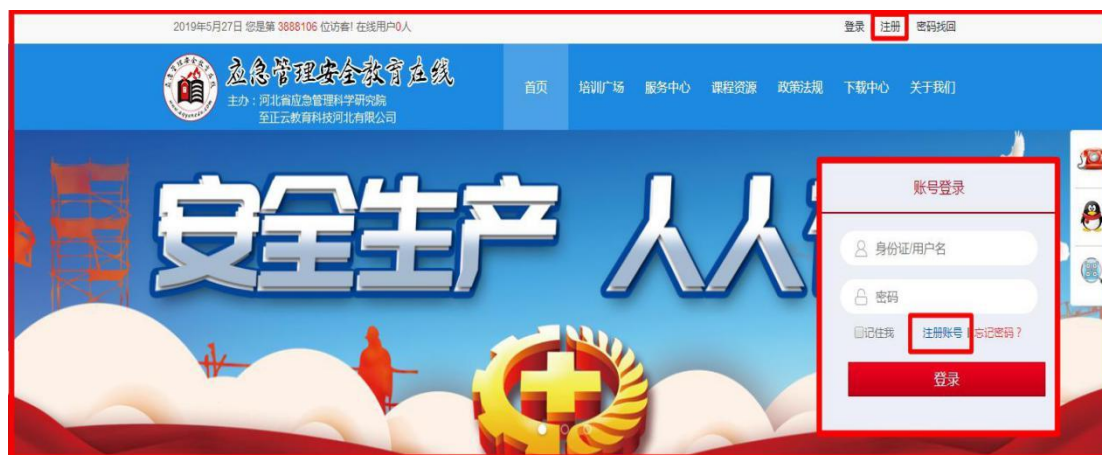 2019年5月27日 您是第 3888106 位访客! 在线用户0人
登录 注册 密码找回
应急管理安全教育在线
主办：河北省应急管理科学研究院
至正云教育科技河北有限公司
首页 培训广场 服务中心 课程资源 政策法规 下载中心 关于我们
安全生产 人人
账号登录
身份证/用户名
密码
记住我 注册账号 忘记密码？
登录